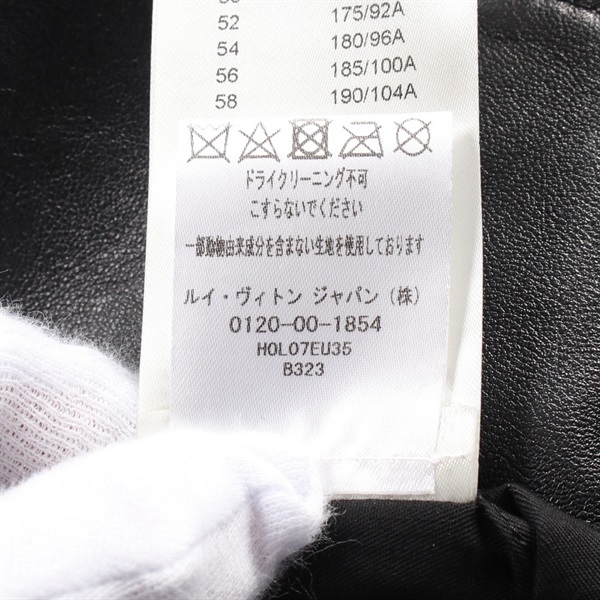 52 175/92A
54 180/96A
56 185/100A
58 190/104A
ドライクリーニング不可
こすらないでください
一部動物由来成分を含まない生地を使用しております
ルイ・ヴィトン ジャパン（株）
0120-00-1854
HOL07EU35
B323